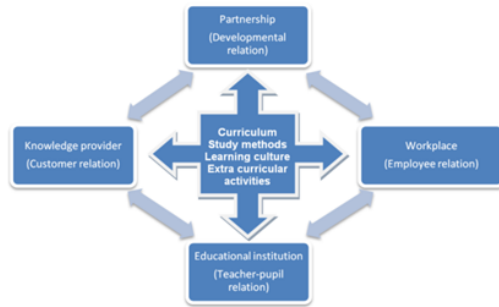 Partnership
(Developmental
relation)
Curriculum
Study methods
Learning culture
Extra curricular
activities
Knowledge provider
(Customer relation)
Workplace
(Employee relation)
Educational institution
(Teacher-pupil
relation)